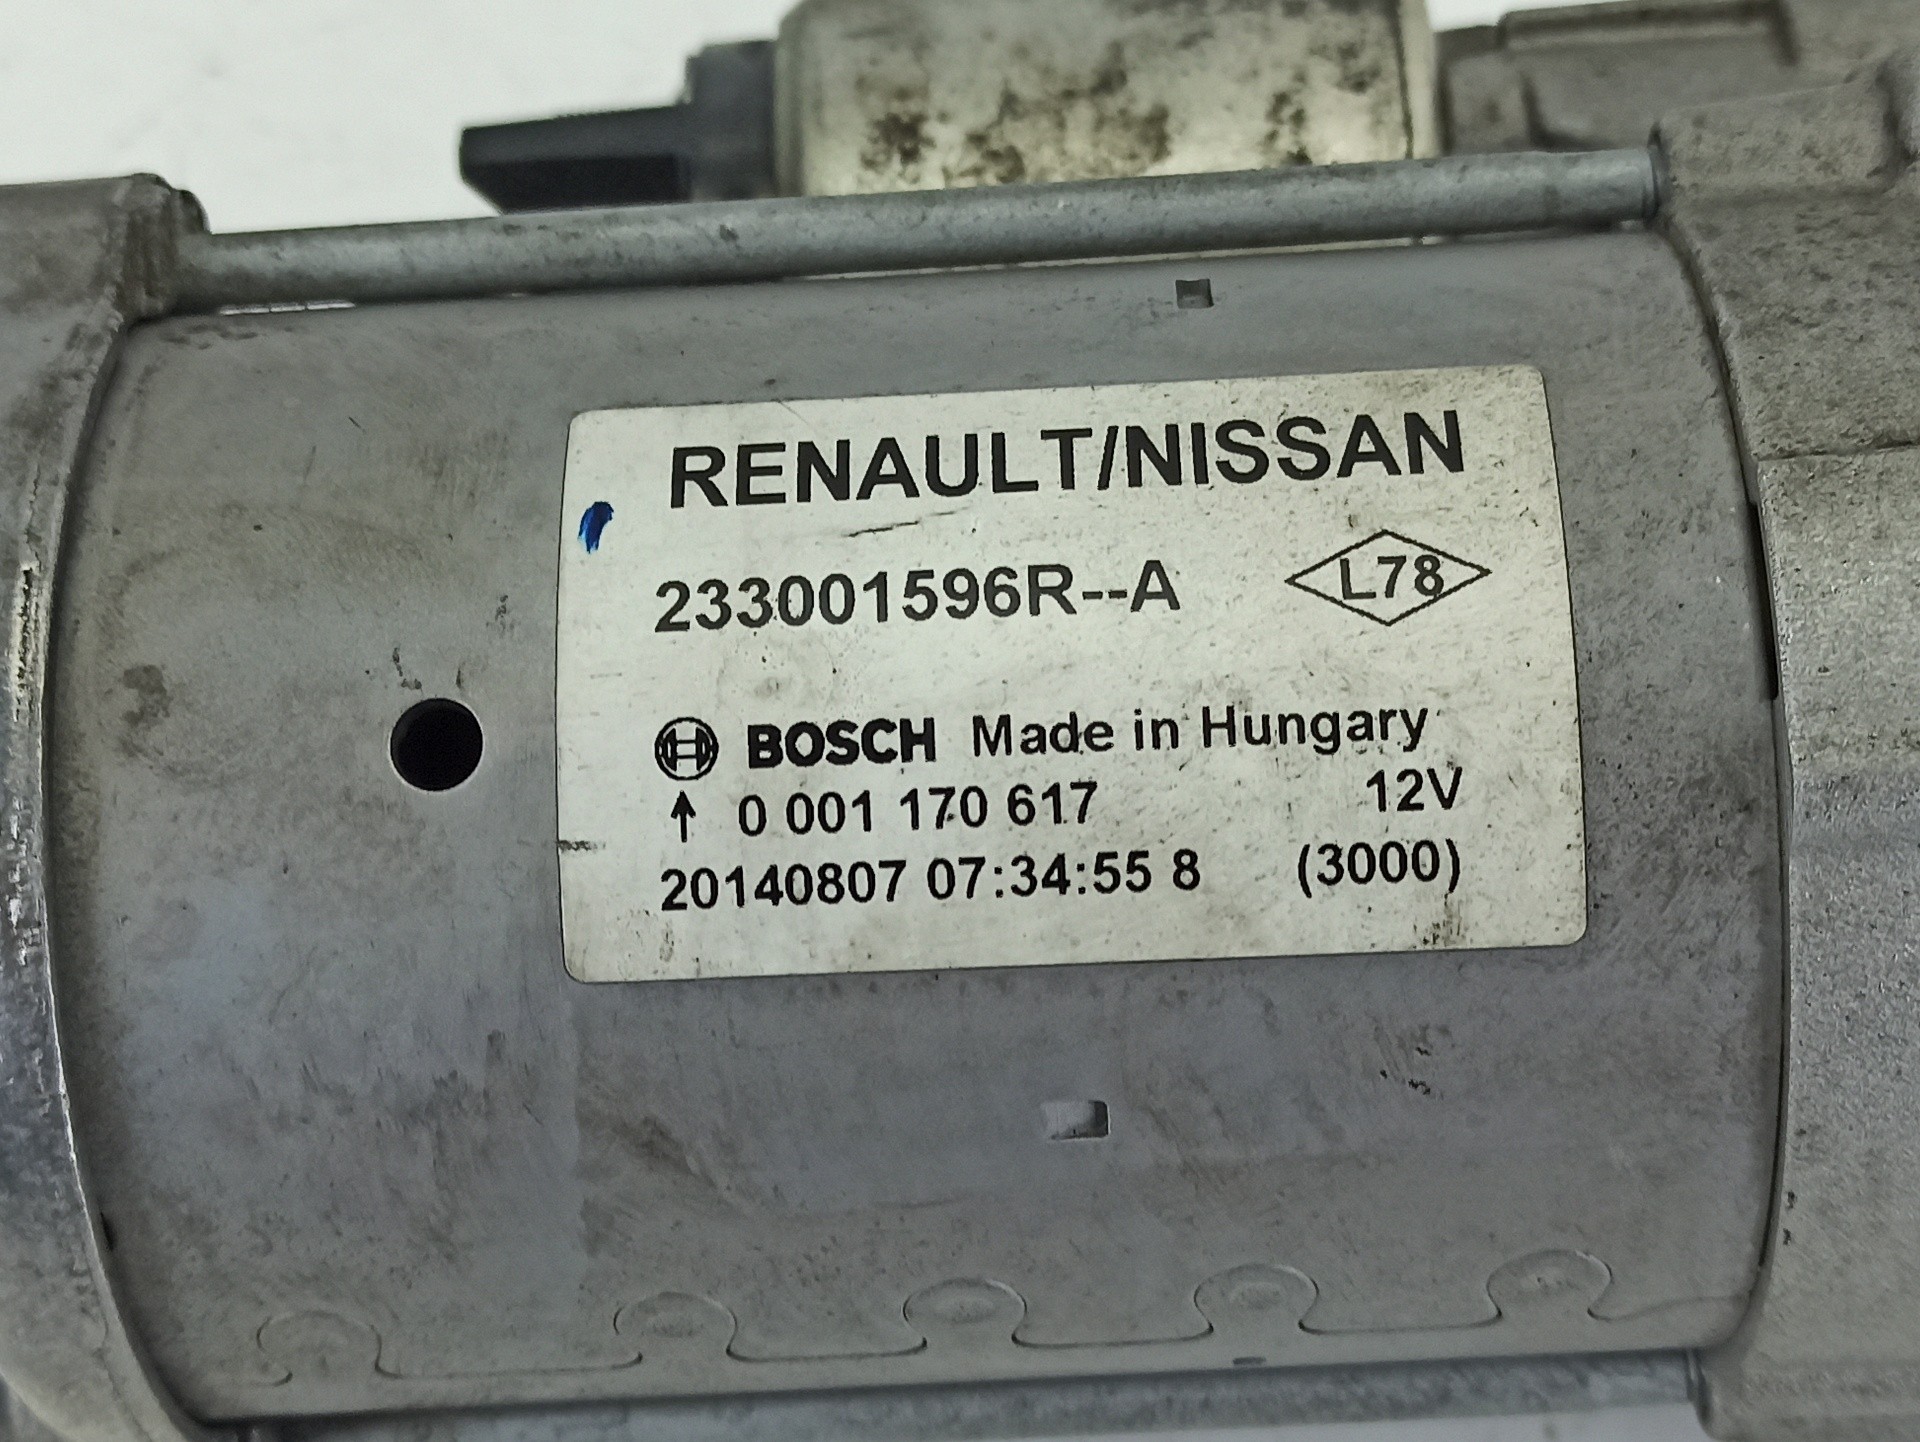 RENAULT/NISSAN
233001596R--A L78
BOSCH Made in Hungary
↑ 0 001 170 617 12V
20140807 07:34:55 8 (3000)